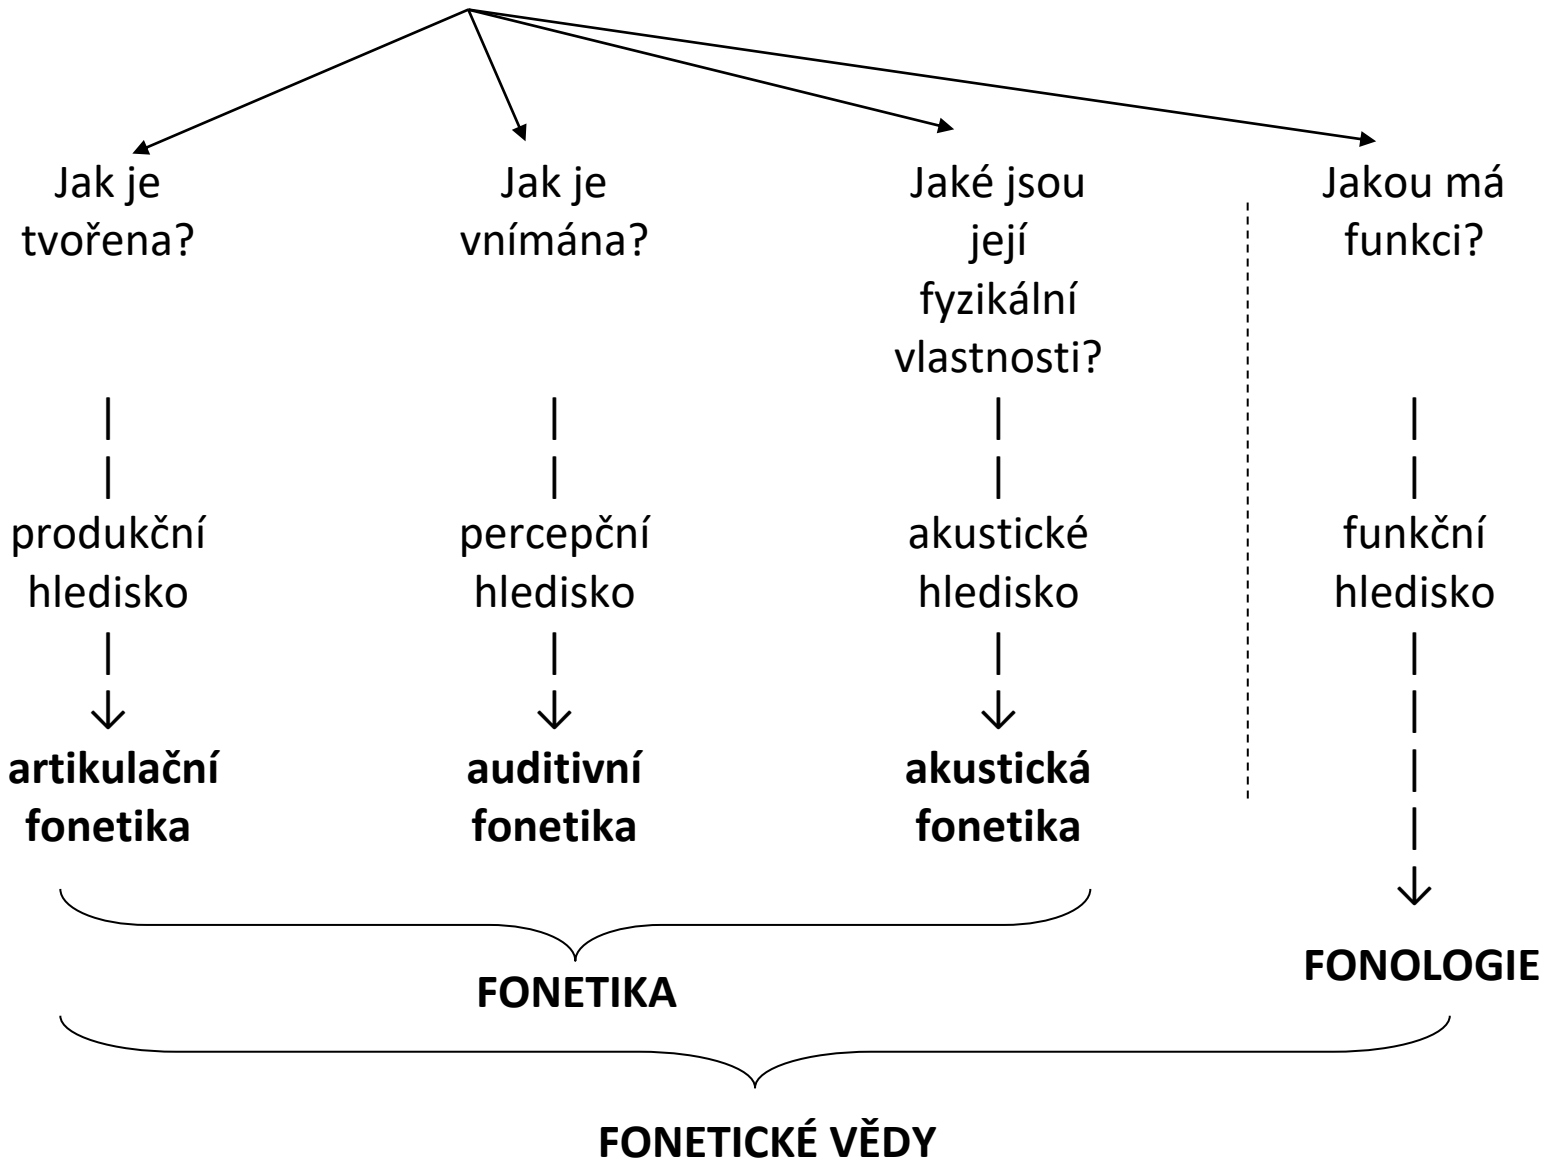 Jak je
tvořena?
Jak je
vnímána?
Jaké jsou
její
fyzikální
vlastnosti?
Jakou má
funkci?
produkční
hledisko
percepční
hledisko
akustické
hledisko
funkční
hledisko
artikulační
fonetika
auditivní
fonetika
akustická
fonetika
FONETIKA
FONOLOGIE
FONETICKÉ VĚDY